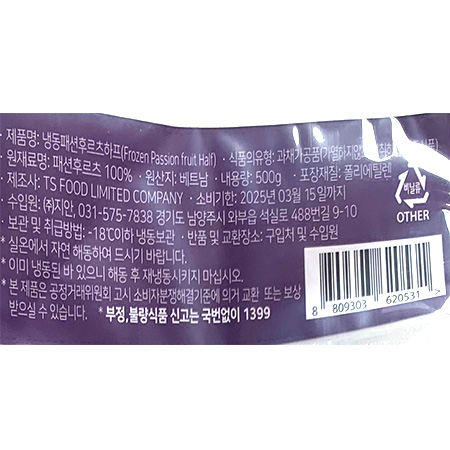 · 제품명: 냉동패션후르츠하프(Frozen Passion fruit Half) · 식품의유형: 과채가공품
· 원재료명: 패션후르츠 100% · 원산지: 베트남 · 내용량: 500g · 포장재질: 폴리에틸렌
· 제조사: TS FOOD LIMITED COMPANY · 소비기한: 2025年 03月 15일까지
· 수입원: ㈜지안, 031-575-7838 경기도 남양주시 와부읍 석실로 488번길 9-10
· 보관 및 취급방법: -18℃이하 냉동보관 · 반품 및 교환장소: 구입처 및 수입원
* 실온에서 자연 해동하여 드시기 바랍니다.
* 이미 냉동된 바 있으니 해동 후 재냉동시키지 마십시오.
* 본 제품은 공정거래위원회 고시 소비자분쟁해결기준에 의거 교환 또는 보상
받으실 수 있습니다. * 부정,불량식품 신고는 국번없이 1399
비닐류
OTHER
8 809303 620531 >